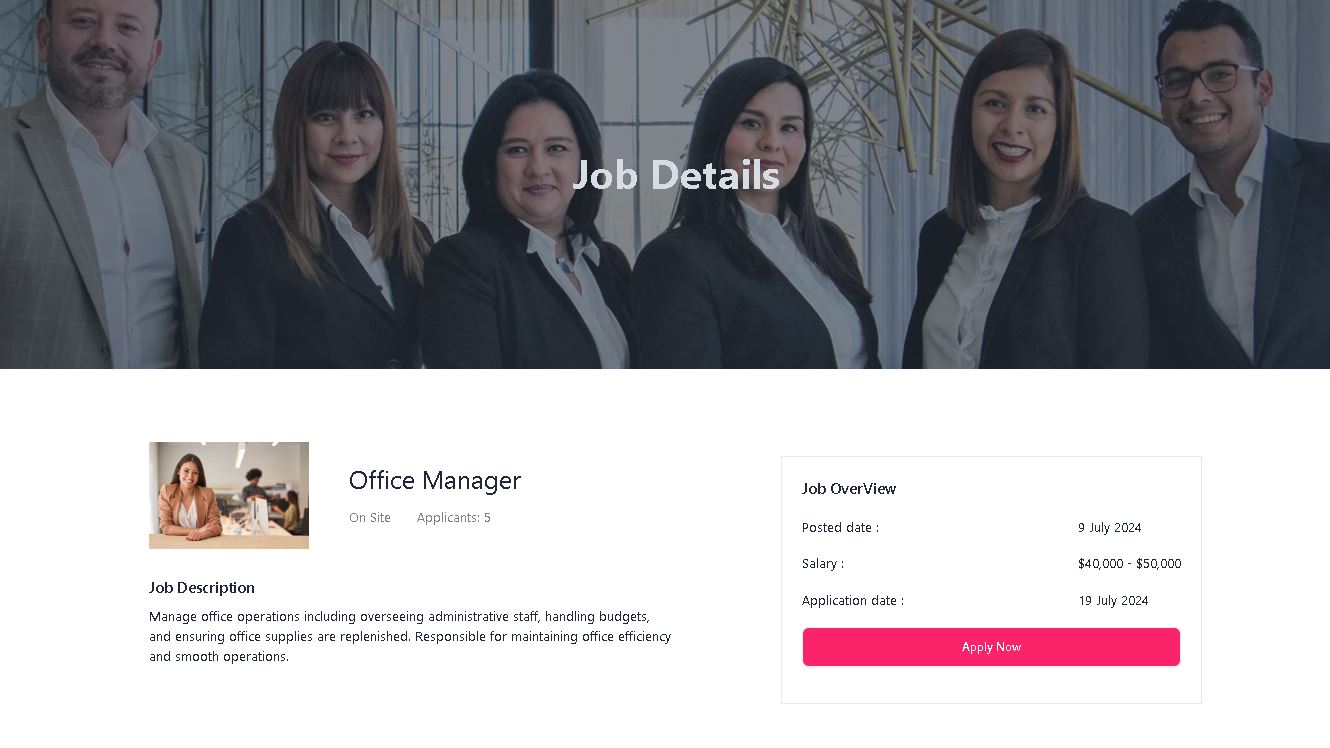 Job Details
Office Manager
On Site Applicants: 5
Job Description
Manage office operations including overseeing administrative staff, handling budgets,
and ensuring office supplies are replenished. Responsible for maintaining office efficiency
and smooth operations.
Job OverView
Posted date : 9 July 2024
Salary : $40,000 - $50,000
Application date : 19 July 2024
Apply Now